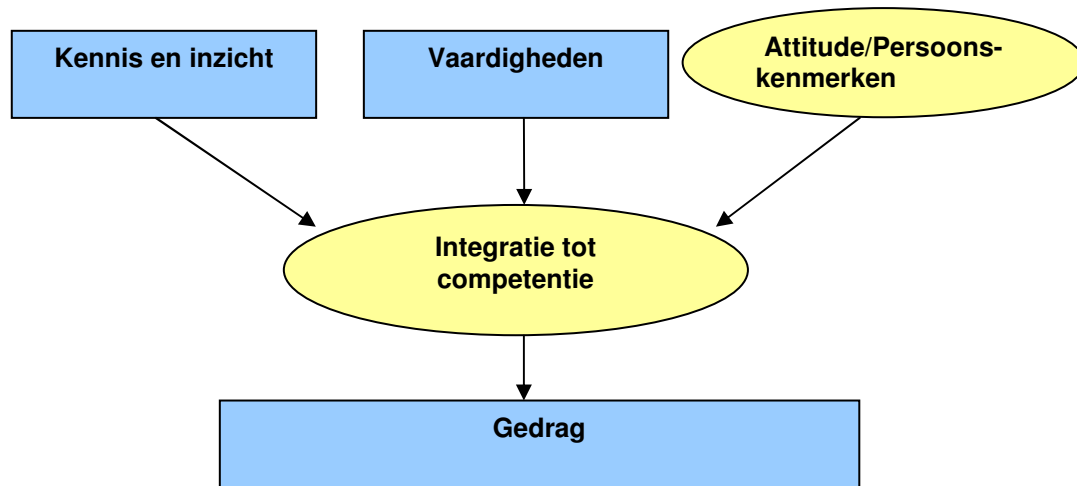 Kennis en inzicht
Vaardigheden
Attitude/Persoons-
kenmerken
Integratie tot
competentie
Gedrag